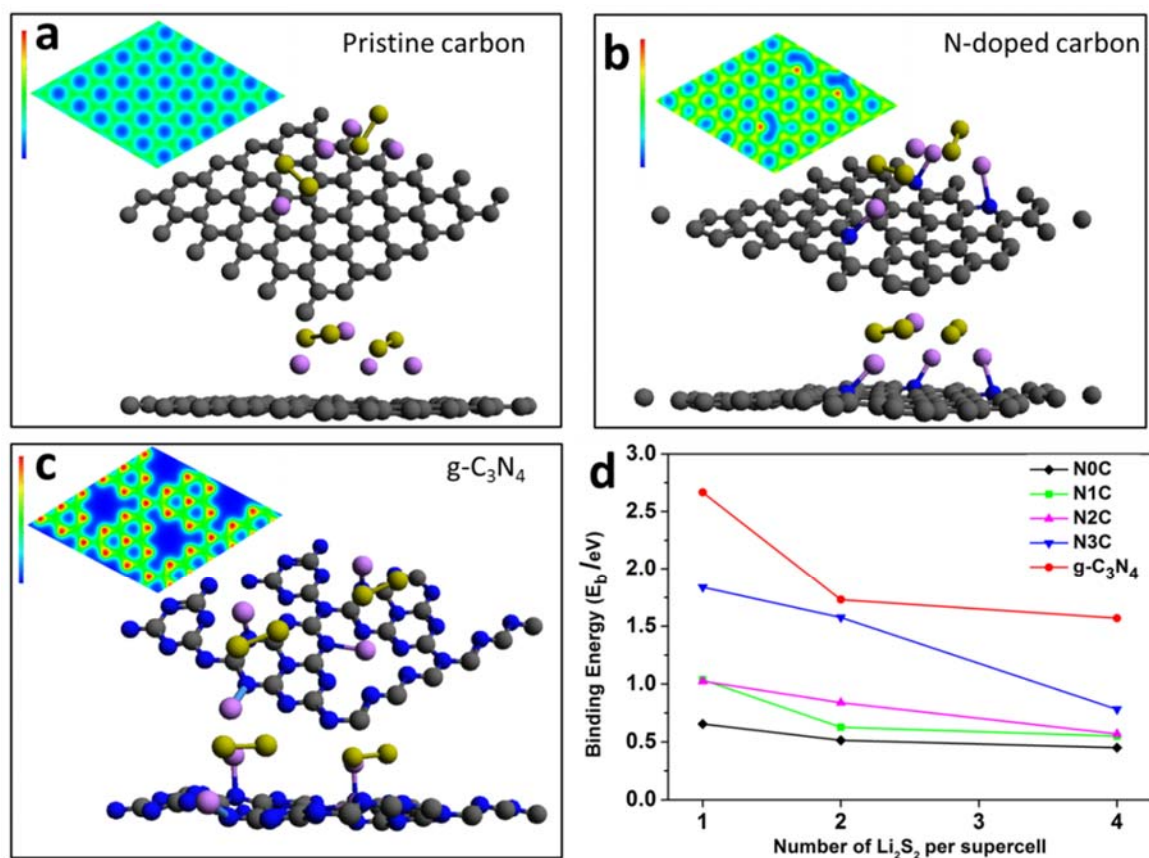 a
Pristine carbon
b
N-doped carbon
c
g-C₃N₄
d
3.0
2.5
2.0
1.5
1.0
0.5
0.0
Binding Energy (E_b /eV)
N0C
N1C
N2C
N3C
g-C₃N₄
1 2 3 4
Number of Li₂S₂ per supercell